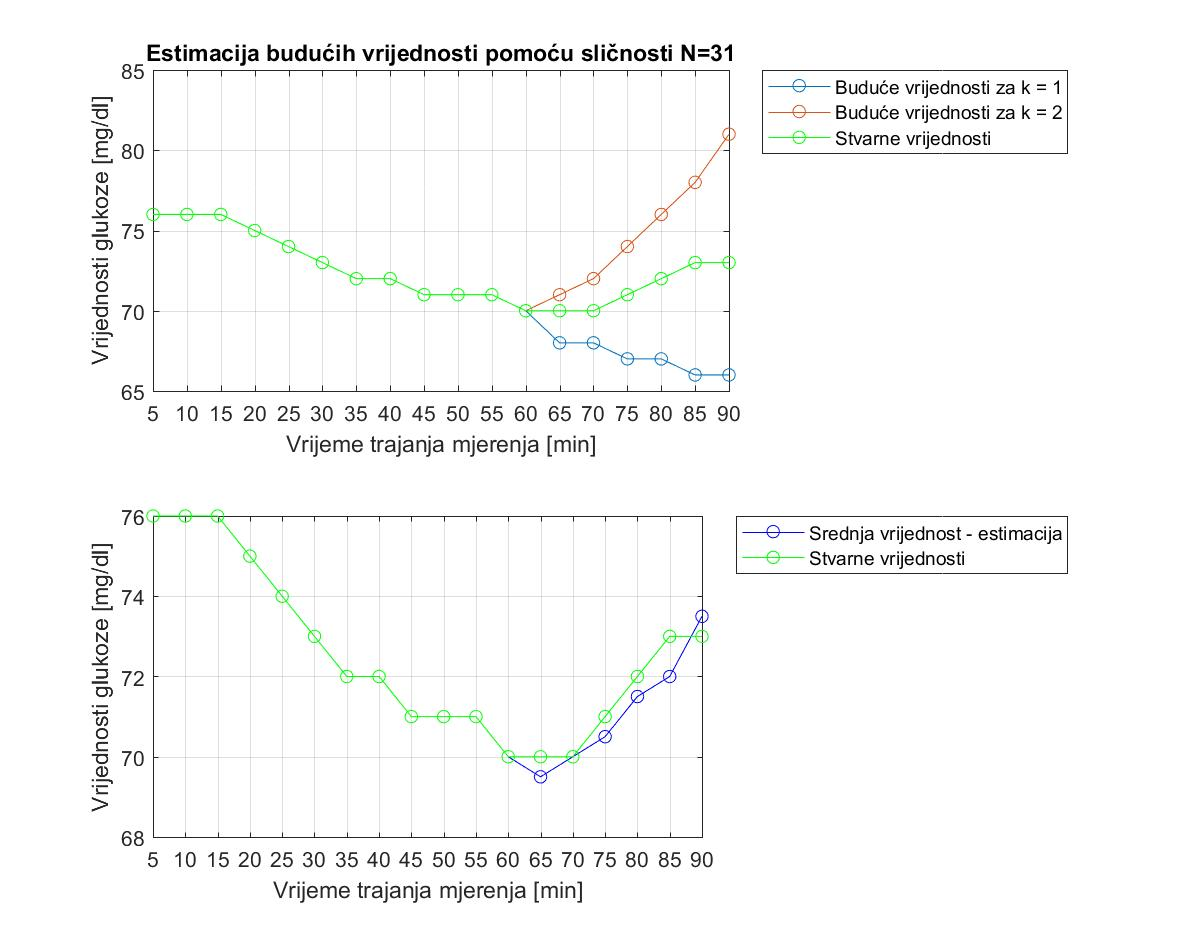 Estimacija budućih vrijednosti pomoću sličnosti N=31
85
80
75
70
65
Vrijednosti glukoze [mg/dl]
5 10 15 20 25 30 35 40 45 50 55 60 65 70 75 80 85 90
Vrijeme trajanja mjerenja [min]
Buduće vrijednosti za k = 1
Buduće vrijednosti za k = 2
Stvarne vrijednosti
76
74
72
70
68
Vrijednosti glukoze [mg/dl]
5 10 15 20 25 30 35 40 45 50 55 60 65 70 75 80 85 90
Vrijeme trajanja mjerenja [min]
Srednja vrijednost - estimacija
Stvarne vrijednosti